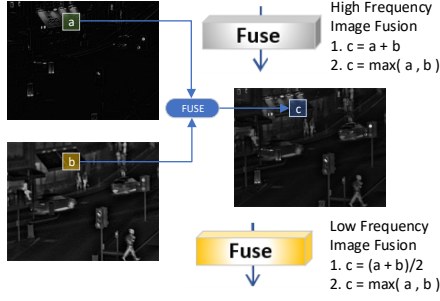 a
Fuse
High Frequency
Image Fusion
1. c = a + b
2. c = max( a , b )
FUSE
c
b
Fuse
Low Frequency
Image Fusion
1. c = (a + b)/2
2. c = max( a , b )